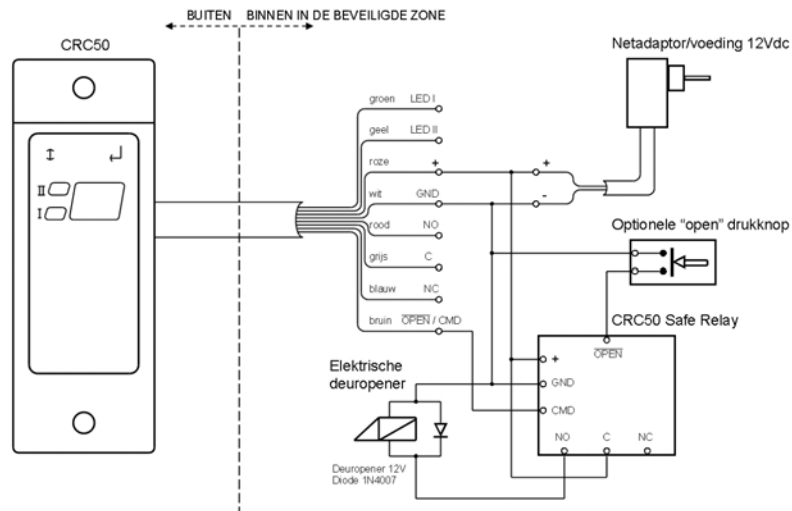 BUITEN
BINNEN IN DE BEVEILIGDE ZONE
CRC50
Netadaptor/voeding 12Vdc
groen LED I
geel LED II
roze +
wit GND
rood NO
grijs C
blauw NC
bruin OPEN / CMD
+
-
II
I
Optionele “open” drukknop
CRC50 Safe Relay
OPEN
+
GND
CMD
NO C NC
Elektrische
deuropener
Deuropener 12V
Diode 1N4007